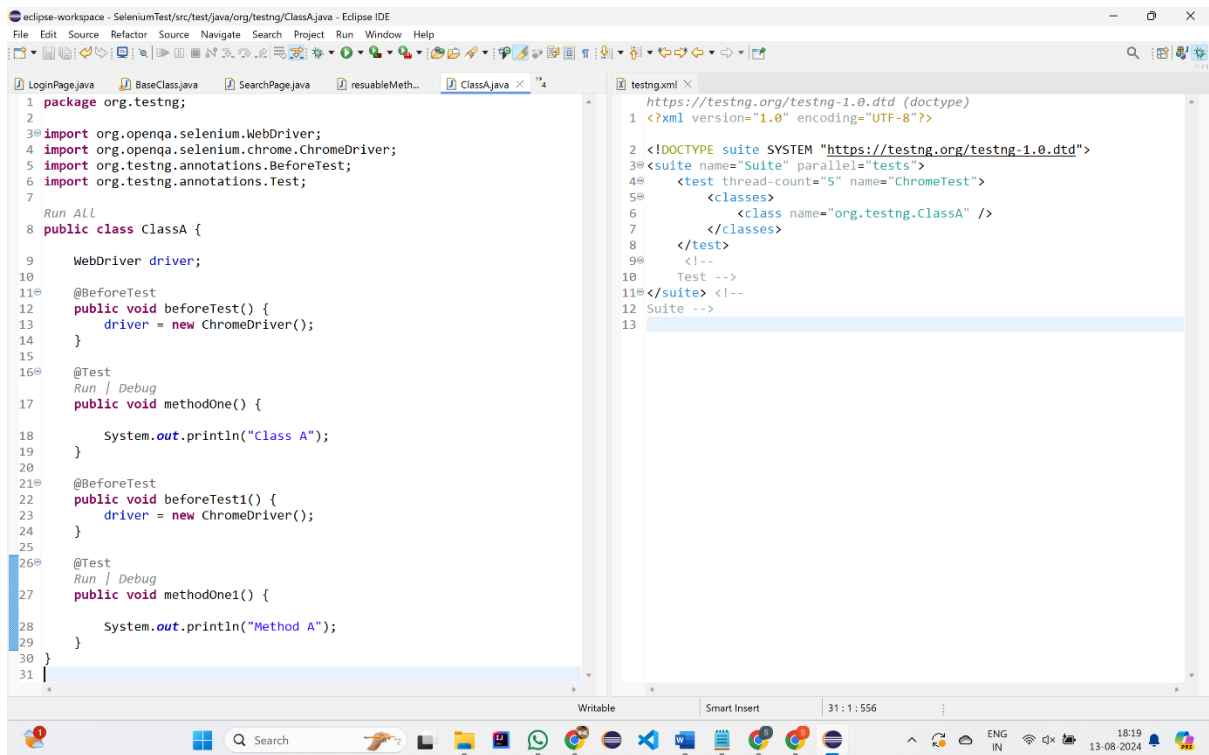 eclipse-workspace - SeleniumTest/src/test/java/org/testng/ClassA.java - Eclipse IDE
File Edit Source Refactor Source Navigate Search Project Run Window Help
LoginPage.java BaseClass.java SearchPage.java resuableMeth... ClassA.java 4
1 package org.testng;
2
3 import org.openqa.selenium.WebDriver;
4 import org.openqa.selenium.chrome.ChromeDriver;
5 import org.testng.annotations.BeforeTest;
6 import org.testng.annotations.Test;
7
Run All
8 public class ClassA {
9 WebDriver driver;
10
11 @BeforeTest
12 public void beforeTest() {
13 driver = new ChromeDriver();
14 }
15
16 @Test
Run | Debug
17 public void methodOne() {
18 System.out.println("Class A");
19 }
20
21 @BeforeTest
22 public void beforeTest1() {
23 driver = new ChromeDriver();
24 }
25
26 @Test
Run | Debug
27 public void methodOne1() {
28 System.out.println("Method A");
29 }
30 }
31
testng.xml
https://testng.org/testng-1.0.dtd (doctype)
1 <?xml version="1.0" encoding="UTF-8"?>
2 <!DOCTYPE suite SYSTEM "https://testng.org/testng-1.0.dtd">
3 <suite name="Suite" parallel="tests">
4 <test thread-count="5" name="ChromeTest">
5 <classes>
6 <class name="org.testng.ClassA" />
7 </classes>
8 </test>
9 <!--
10 Test -->
11 </suite> <!--
12 Suite -->
13
Writable Smart Insert 31 : 1 : 556
1 Search ENG 18:19
IN 13-08-2024